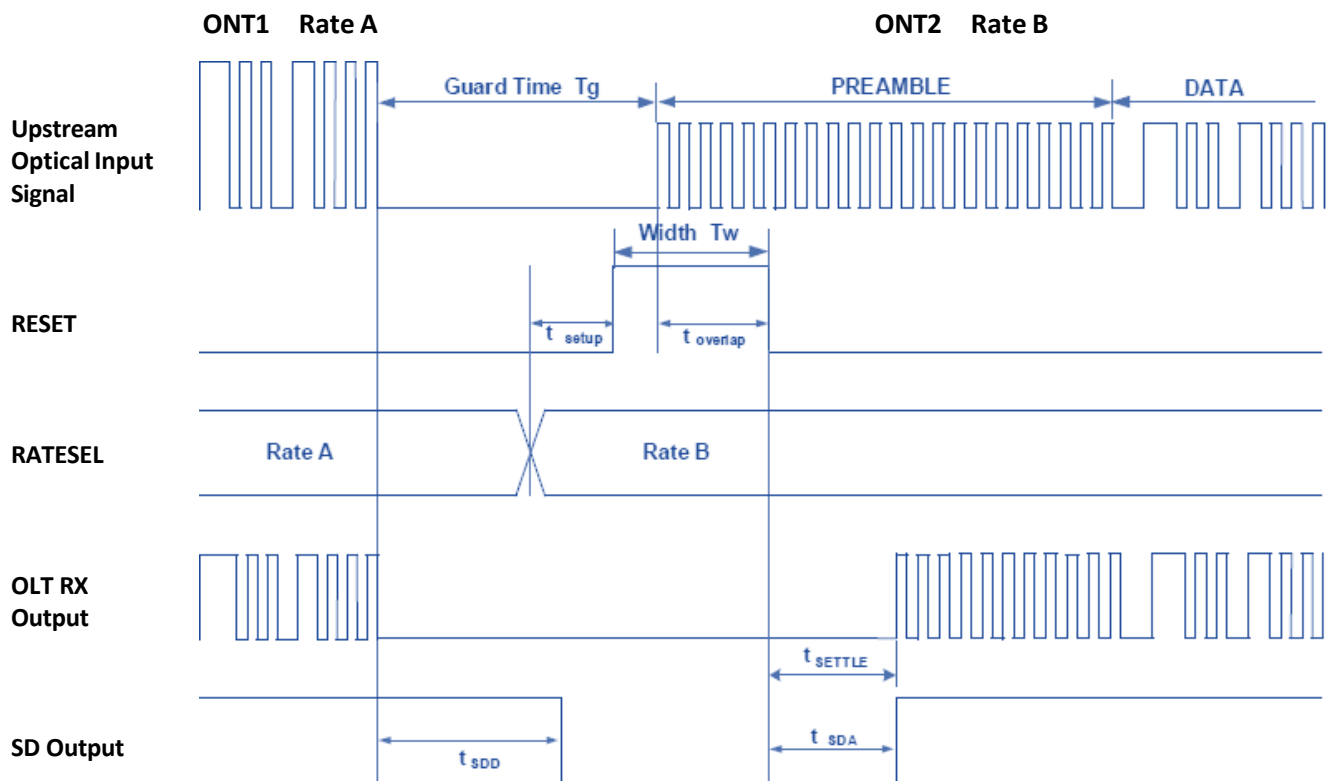 ONT1 Rate A
ONT2 Rate B
Guard Time Tg
PREAMBLE
DATA
Upstream
Optical Input
Signal
Width Tw
RESET
t setup
t overlap
RATESEL
Rate A
Rate B
OLT RX
Output
t SETTLE
SD Output
t SDD
t SDA